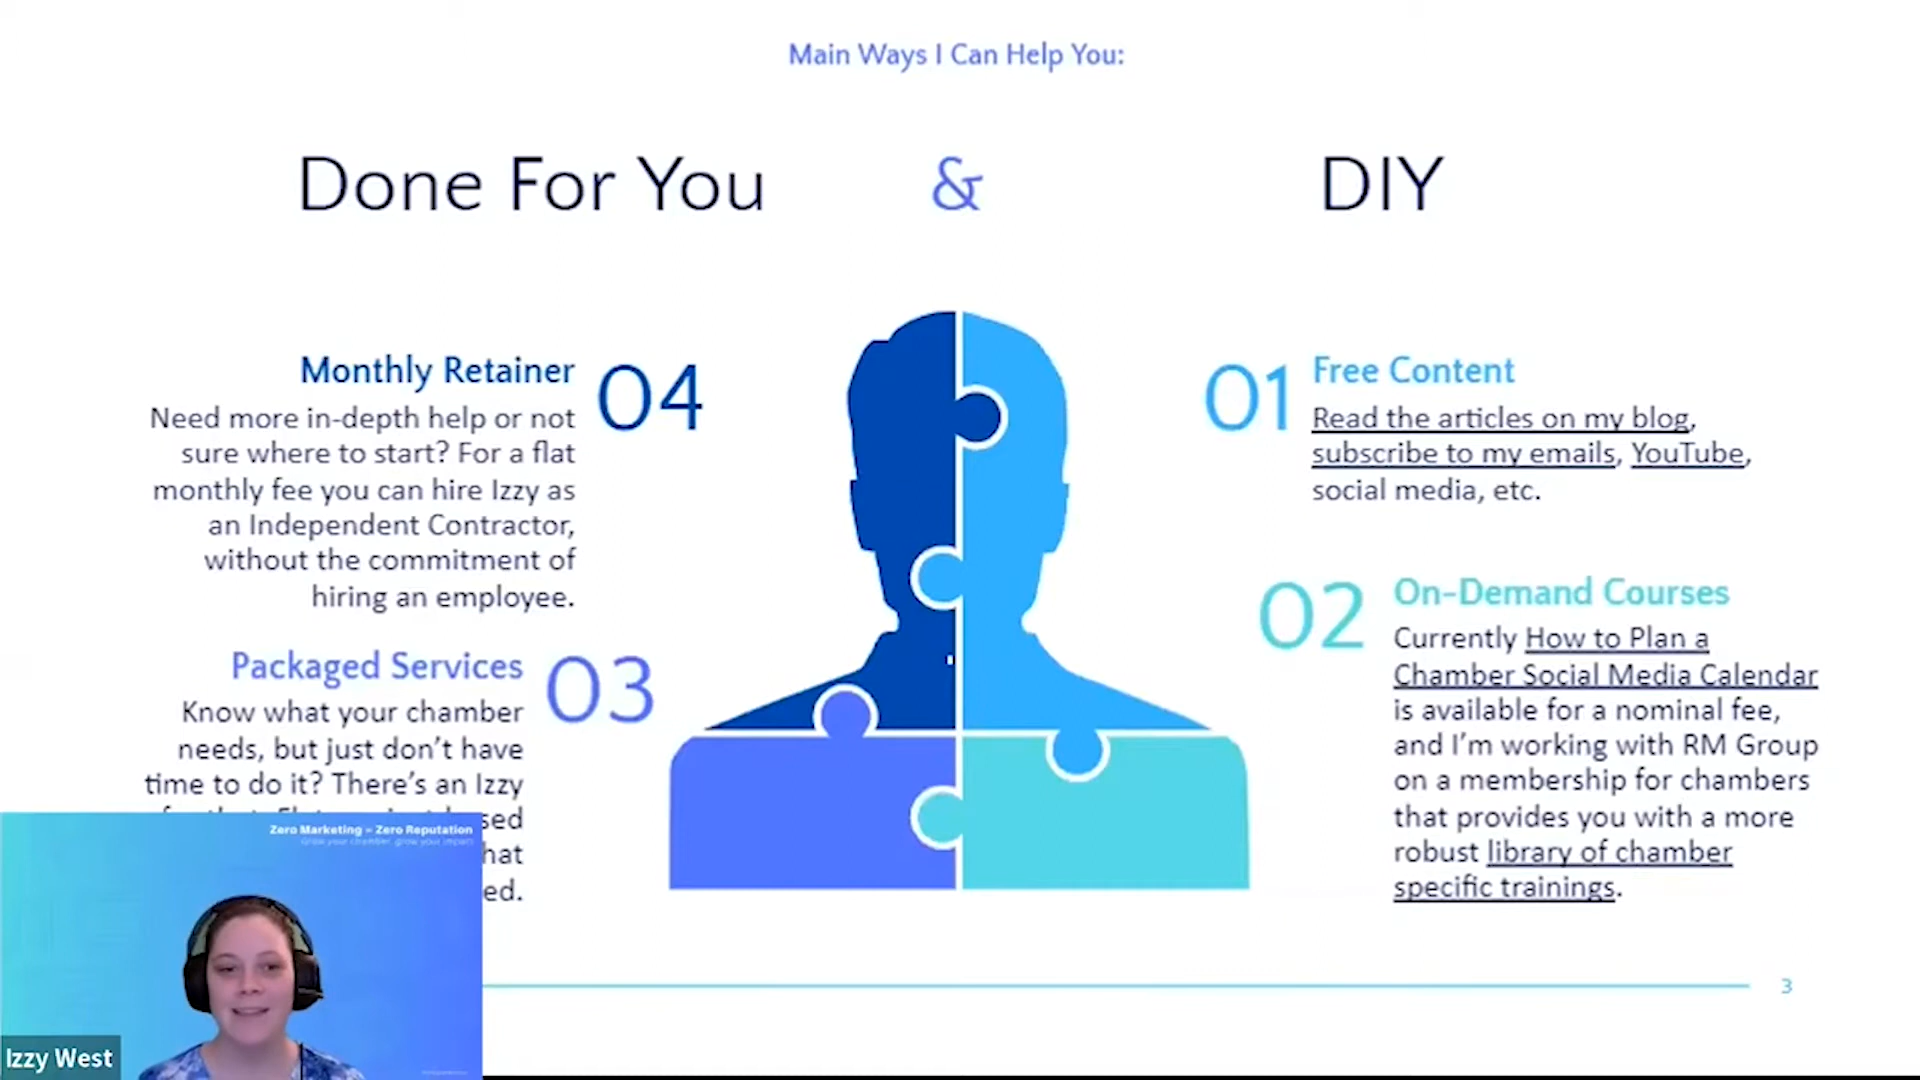 Main Ways I Can Help You:
Done For You & DIY
Monthly Retainer
04
Need more in-depth help or not
sure where to start? For a flat
monthly fee you can hire Izzy as
an Independent Contractor,
without the commitment of
hiring an employee.
Packaged Services
03
Know what your chamber
needs, but just don't have
time to do it? There's an Izzy
01
Free Content
Read the articles on my blog,
subscribe to my emails, YouTube,
social media, etc.
02
On-Demand Courses
Currently How to Plan a
Chamber Social Media Calendar
is available for a nominal fee,
and I'm working with RM Group
on a membership for chambers
that provides you with a more
robust library of chamber
specific trainings.
Zero Marketing - Zero Reputation
Grow your chamber, grow your impact
Izzy West
3